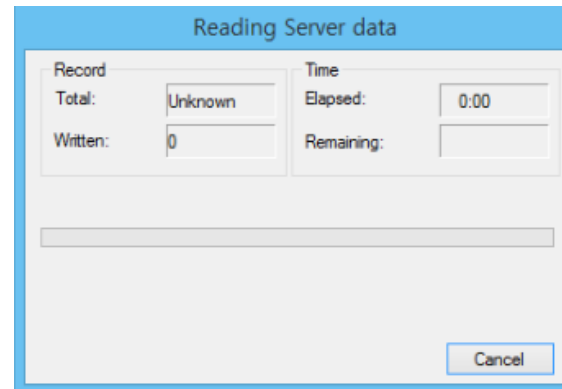 Reading Server data
Record
Total: Unknown
Written: 0
Time
Elapsed: 0:00
Remaining:
Cancel